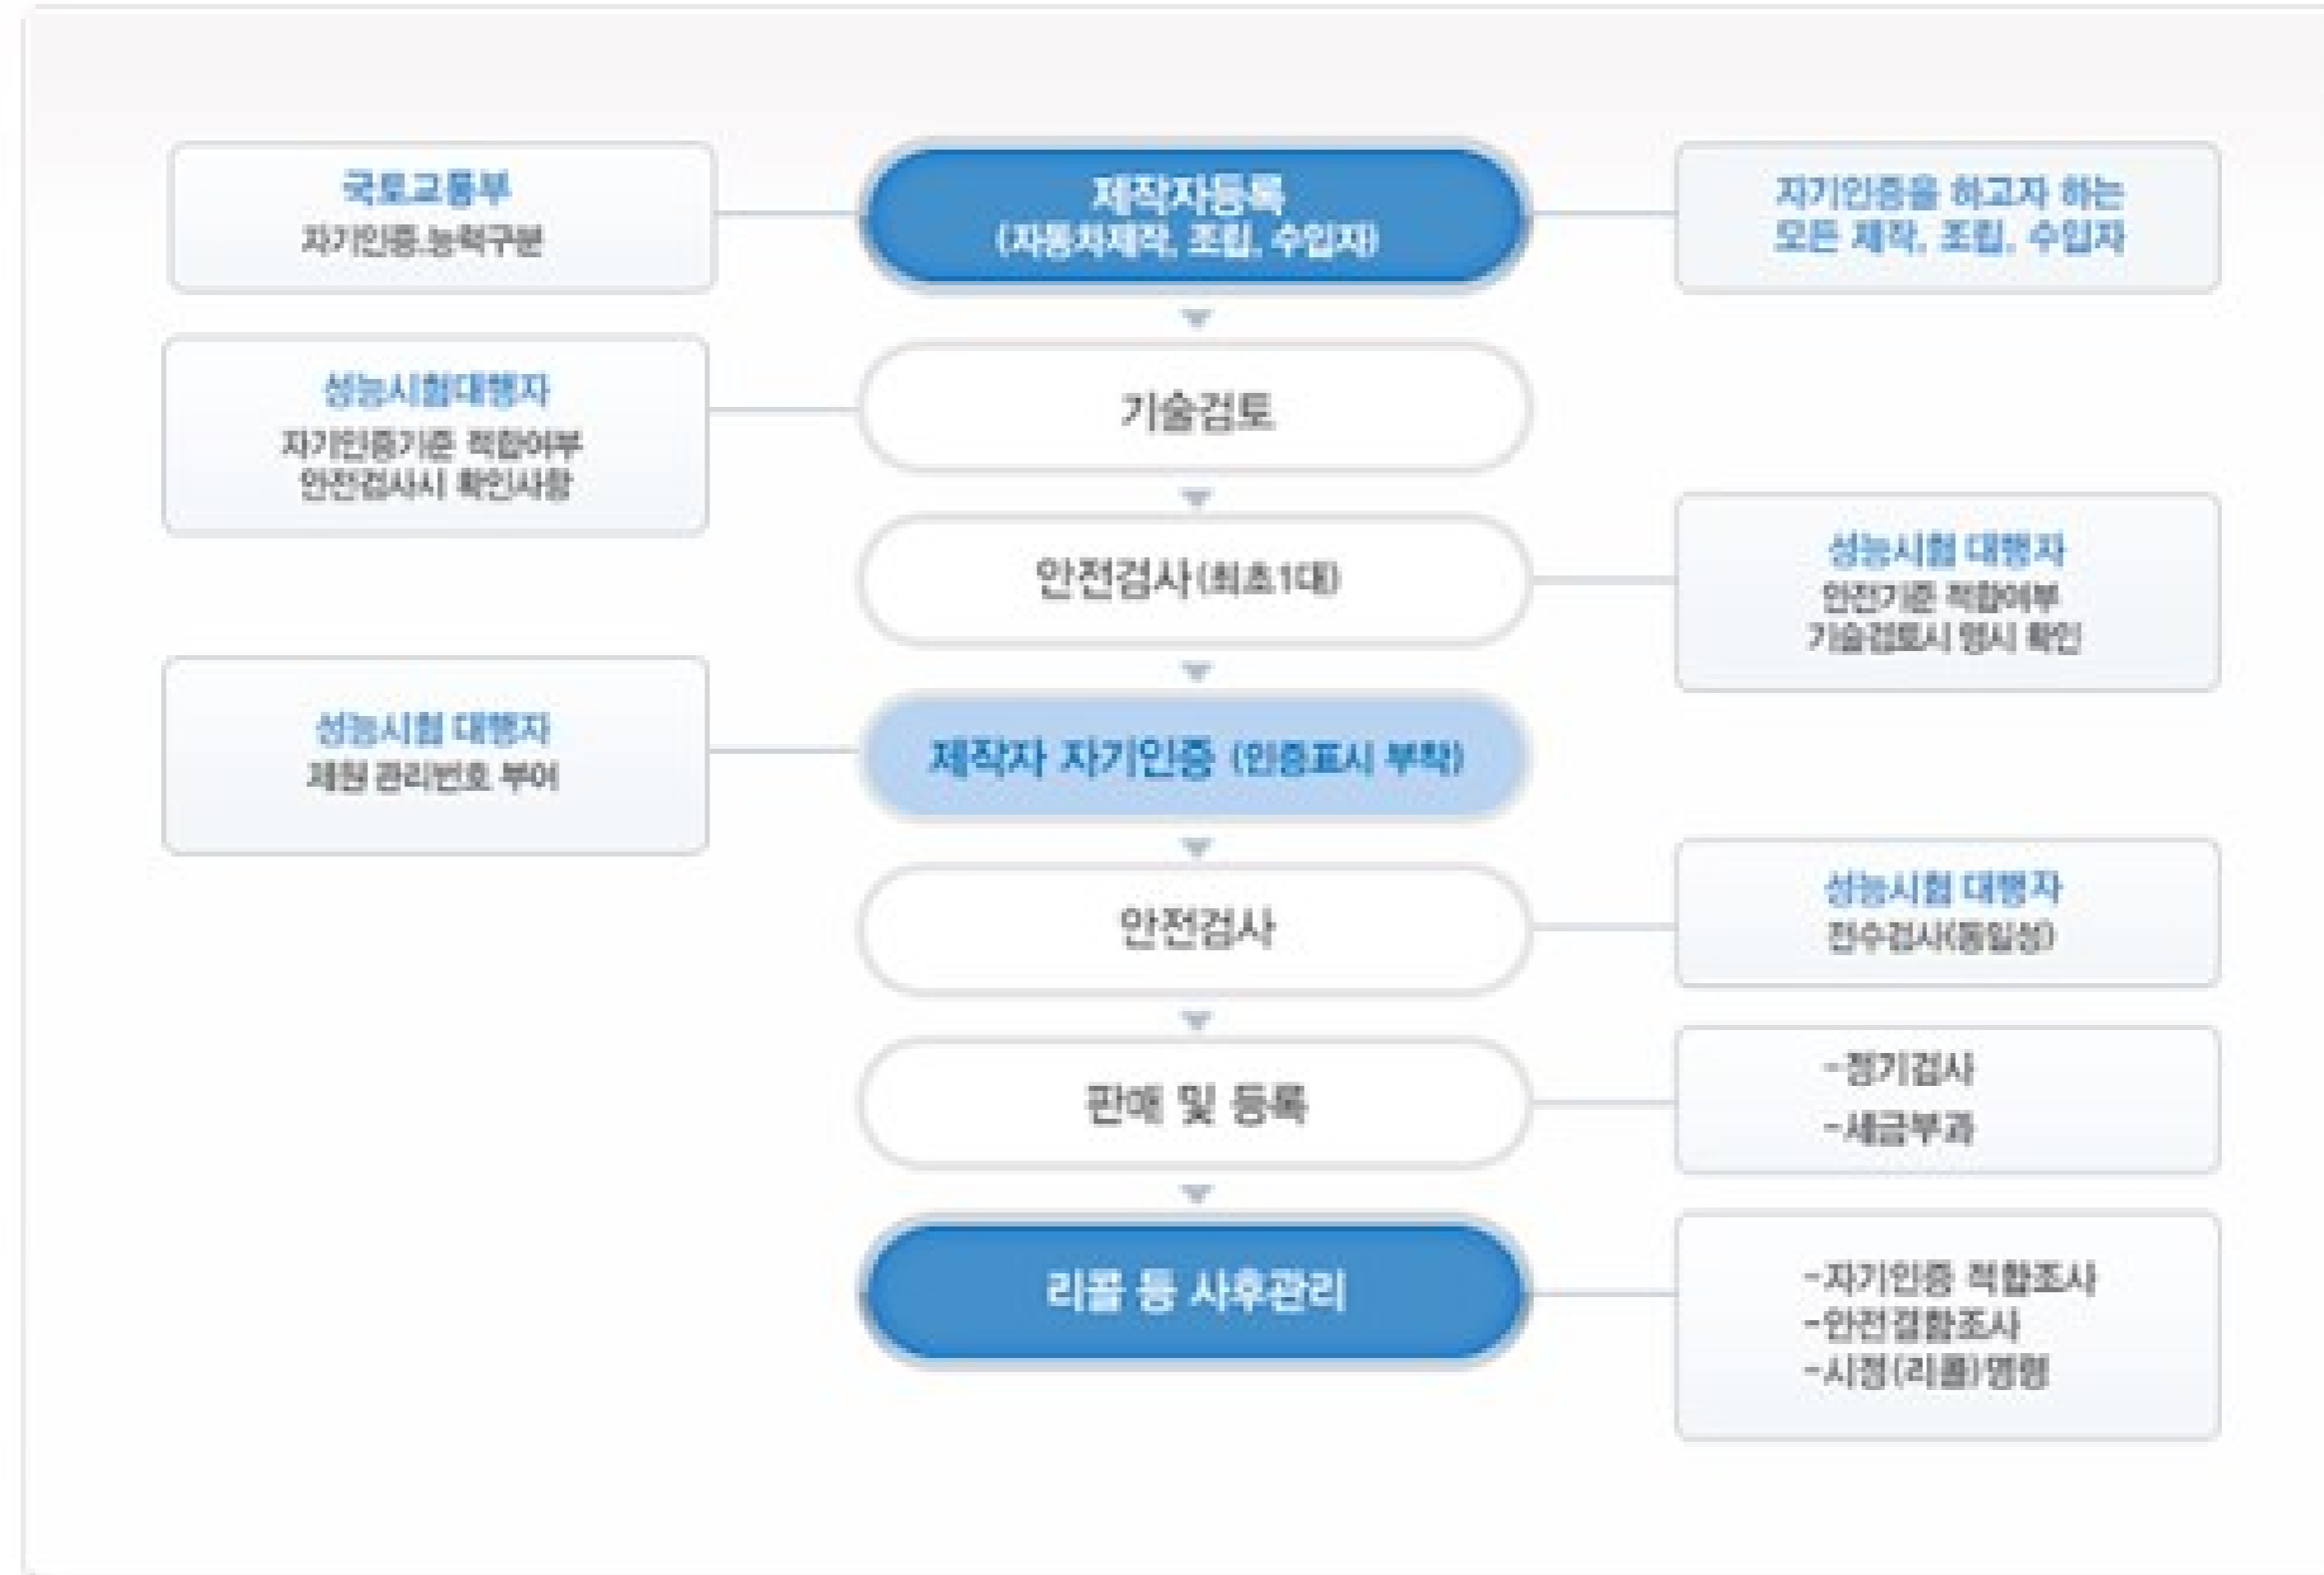 국토교통부
자기인증.능력구분
제작자등록
(자동차제작, 조립, 수입자)
자기인증을 하고자 하는
모든 제작, 조립, 수입자
성능시험대행자
자기인증기준 적합여부
안전검사시 확인사항
기술검토
안전검사(최초1대)
성능시험 대행자
안전기준 적합여부
기술검토시 명시 확인
성능시험 대행자
제원 관리번호 부여
제작자 자기인증 (인증표시 부착)
안전검사
성능시험 대행자
전수검사(동일성)
판매 및 등록
-정기검사
-세금부과
리콜 등 사후관리
-자기인증 적합조사
-안전결함조사
-시정(리콜)명령